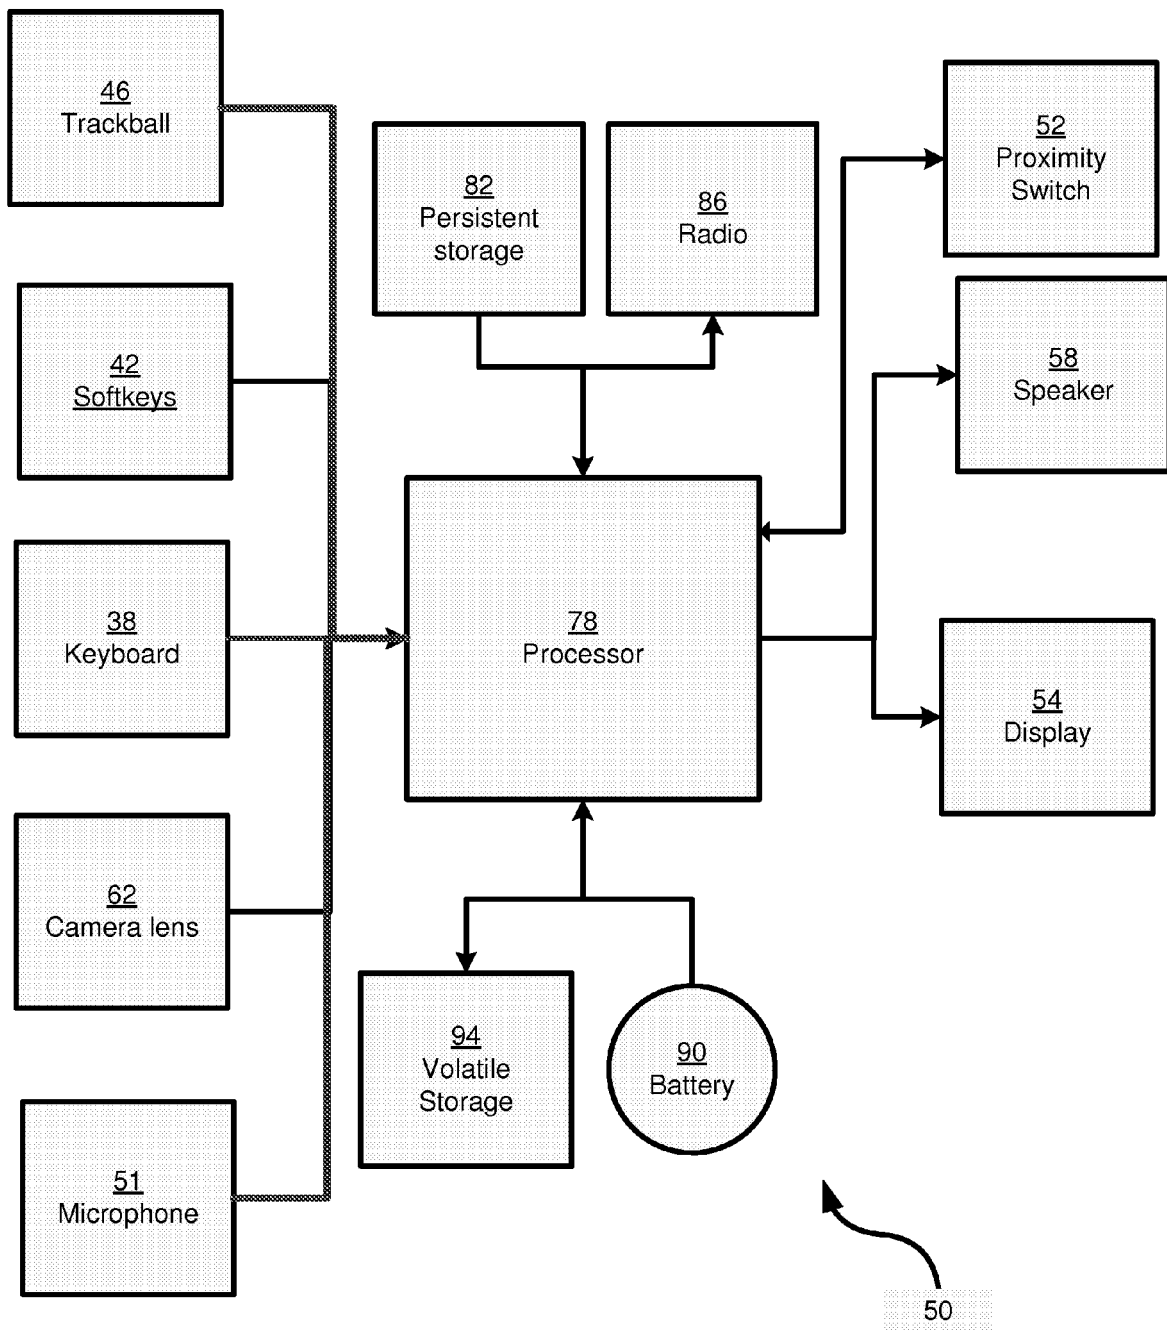 46
Trackball
82
Persistent
storage
86
Radio
52
Proximity
Switch
42
Softkeys
58
Speaker
38
Keyboard
78
Processor
54
Display
62
Camera lens
94
Volatile
Storage
90
Battery
51
Microphone
50